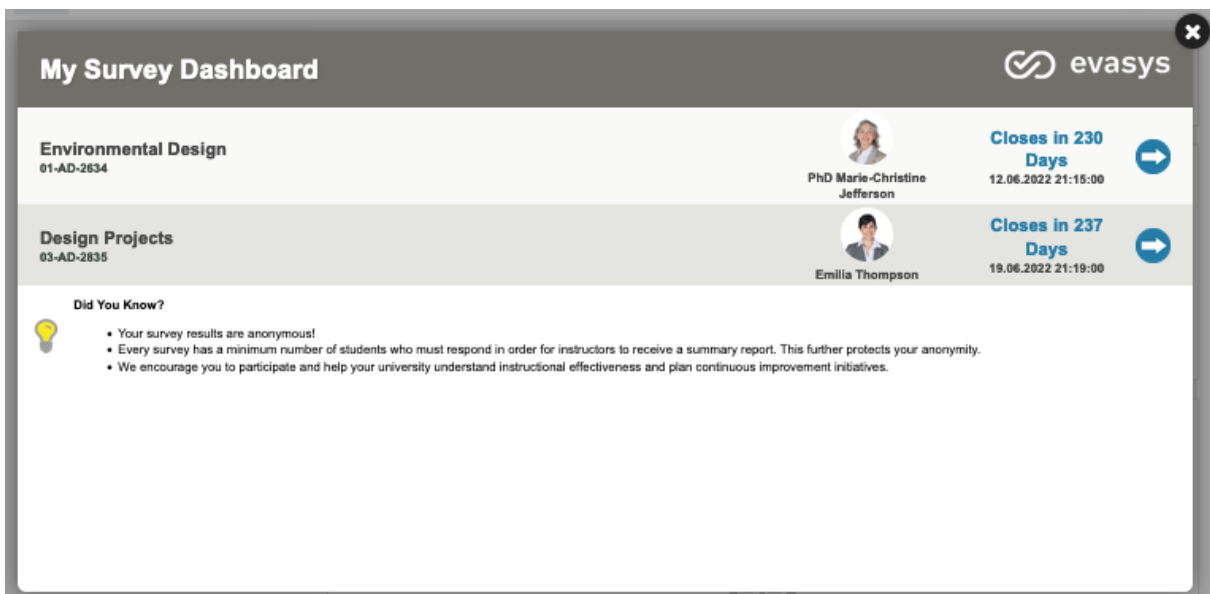 My Survey Dashboard
evasys
Environmental Design
01-AD-2634
PhD Marie-Christine
Jefferson
Closes in 230
Days
12.06.2022 21:15:00
Design Projects
03-AD-2835
Emilia Thompson
Closes in 237
Days
19.06.2022 21:19:00
Did You Know?
• Your survey results are anonymous!
• Every survey has a minimum number of students who must respond in order for instructors to receive a summary report. This further protects your anonymity.
• We encourage you to participate and help your university understand instructional effectiveness and plan continuous improvement initiatives.